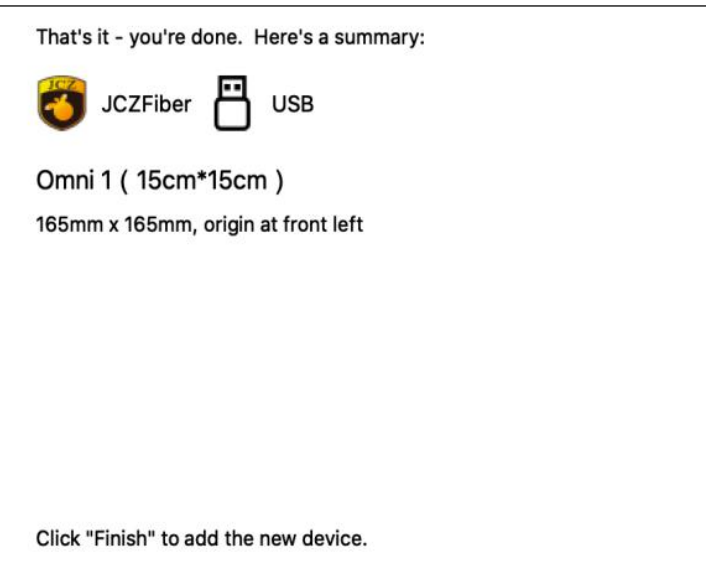 That's it - you're done.  Here's a summary:
JCZ
JCZFiber USB
Omni 1 ( 15cm*15cm )
165mm x 165mm, origin at front left
Click "Finish" to add the new device.